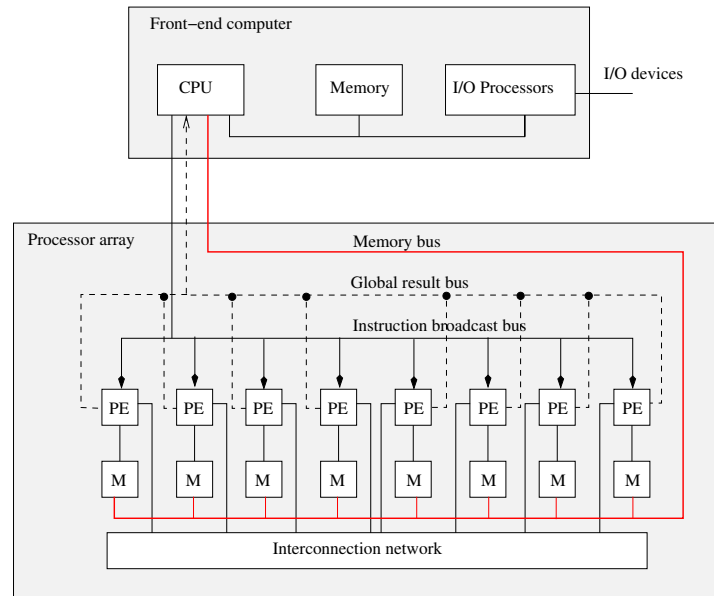 Front-end computer
CPU
Memory
I/O Processors
I/O devices
Processor array
Memory bus
Global result bus
Instruction broadcast bus
PE PE PE PE PE PE PE PE
M M M M M M M M
Interconnection network